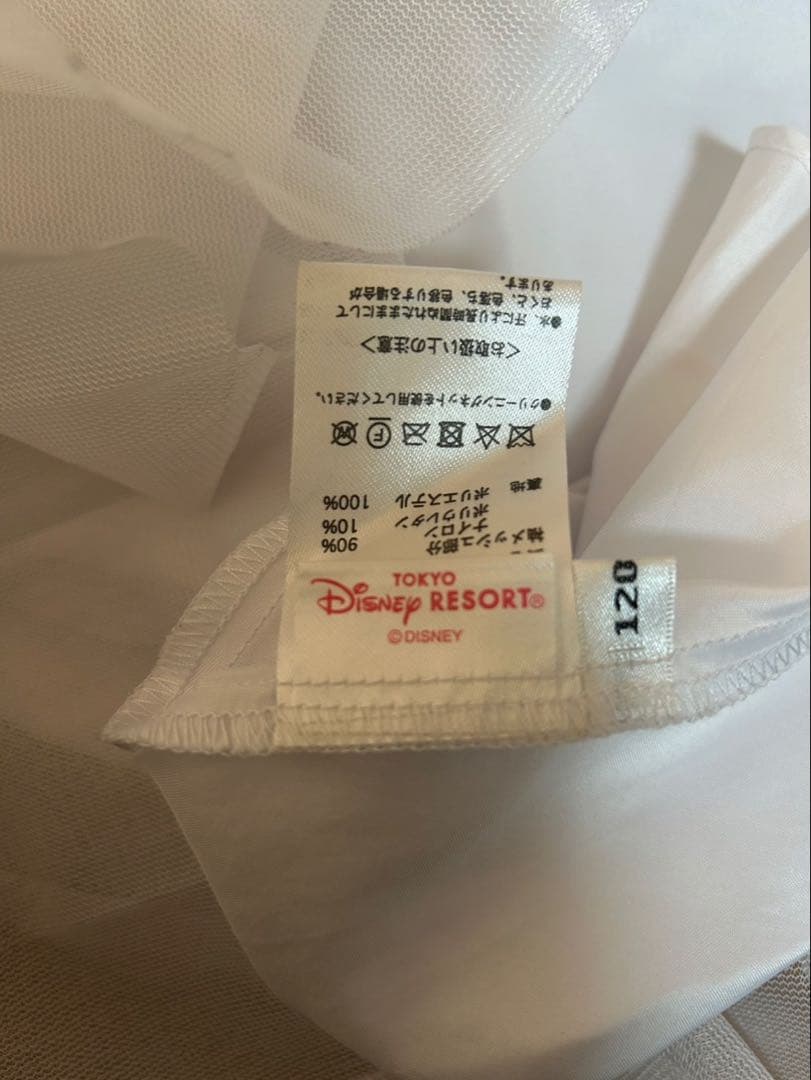 袖メッシュ部分
ナイロン 90%
ポリウレタン 10%
裏地 ポリエステル 100%
F W
●クリーニングネットを使用してください。
<お取扱い上の注意>
●水、汗により長時間ぬれたままにして
おくと、色落ち、色移りする場合が
あります。
TOKYO
Disney RESORT®
©DISNEY
120